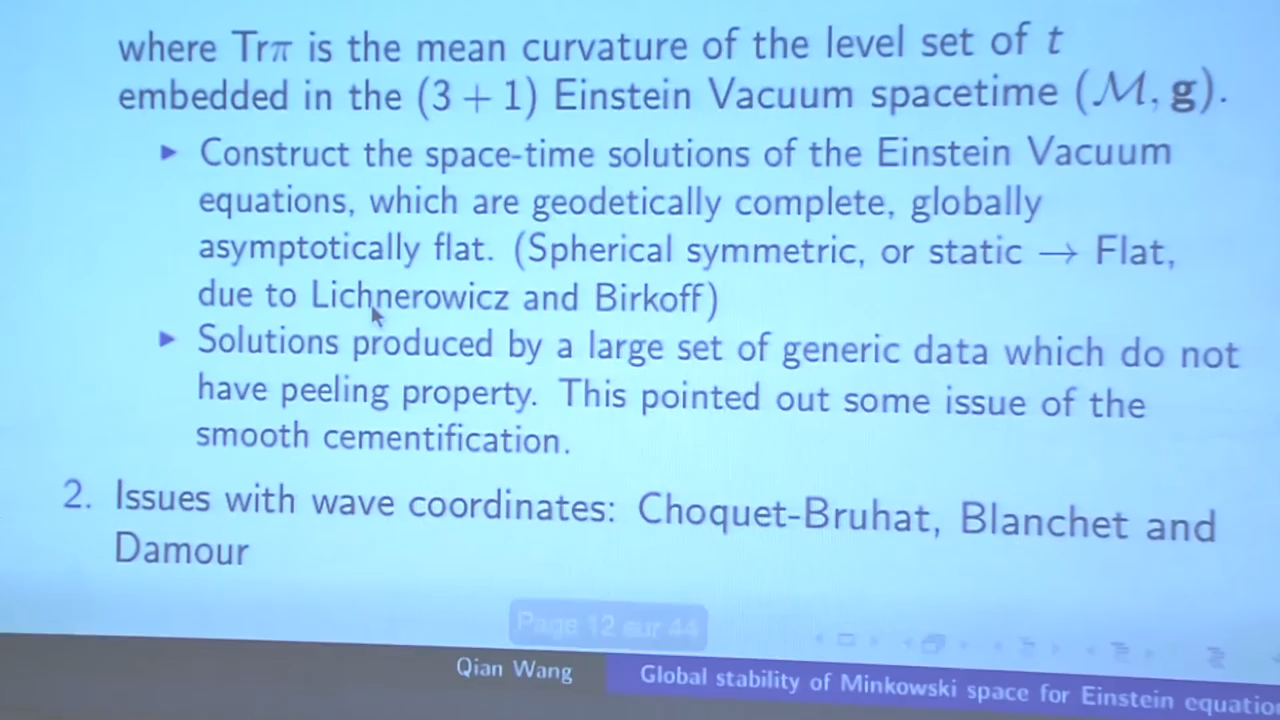 where Trπ is the mean curvature of the level set of t
embedded in the (3 + 1) Einstein Vacuum spacetime (ℳ, g).
▶ Construct the space-time solutions of the Einstein Vacuum
equations, which are geodetically complete, globally
asymptotically flat. (Spherical symmetric, or static → Flat,
due to Lichnerowicz and Birkoff)
▶ Solutions produced by a large set of generic data which do not
have peeling property. This pointed out some issue of the
smooth cementification.
2. Issues with wave coordinates: Choquet-Bruhat, Blanchet and
Damour
Page 12 sur 44
Qian Wang
Global stability of Minkowski space for Einstein equatio